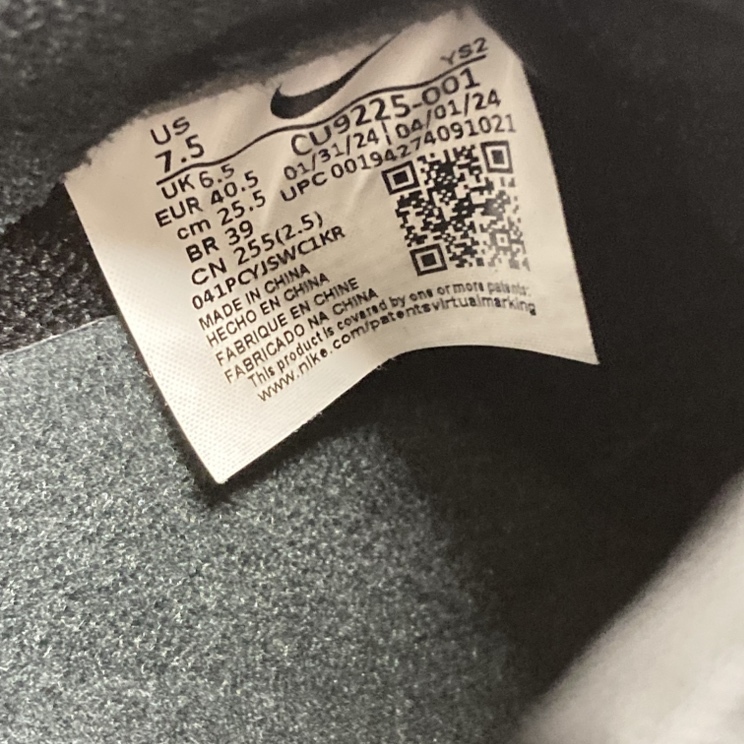 YS2
US
7.5
CU9225-001
UK 6.5
01/31/24 | 04/01/24
EUR 40.5
UPC 00194274091021
cm 25.5
BR 39
CN 255(2.5)
041PCYJSWC1KR
MADE IN CHINA
HECHO EN CHINA
FABRIQUE EN CHINE
FABRICADO NA CHINA
This product is covered by one or more patents:
www.nike.com/patentsvirtualmarking